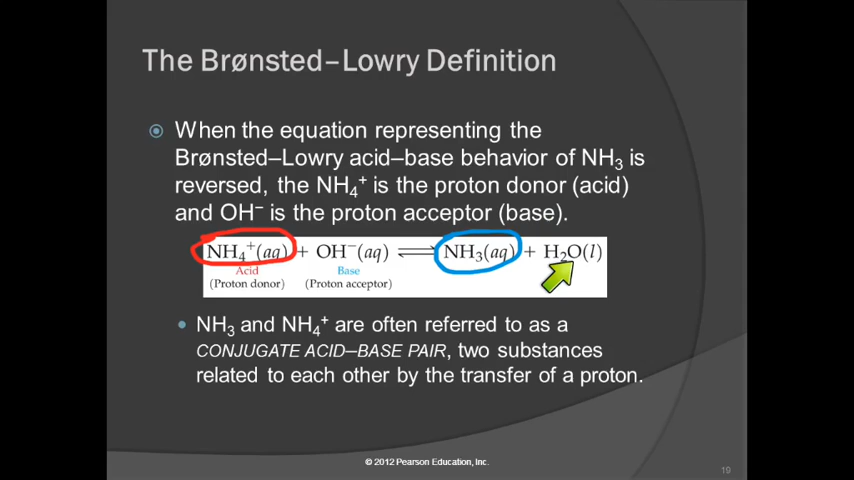 The Brønsted–Lowry Definition
When the equation representing the
Brønsted–Lowry acid–base behavior of NH₃ is
reversed, the NH₄⁺ is the proton donor (acid)
and OH⁻ is the proton acceptor (base).
NH₄⁺(aq) + OH⁻(aq) ⇌ NH₃(aq) + H₂O(l)
Acid Base
(Proton donor) (Proton acceptor)
NH₃ and NH₄⁺ are often referred to as a
CONJUGATE ACID–BASE PAIR, two substances
related to each other by the transfer of a proton.
© 2012 Pearson Education, Inc.
19